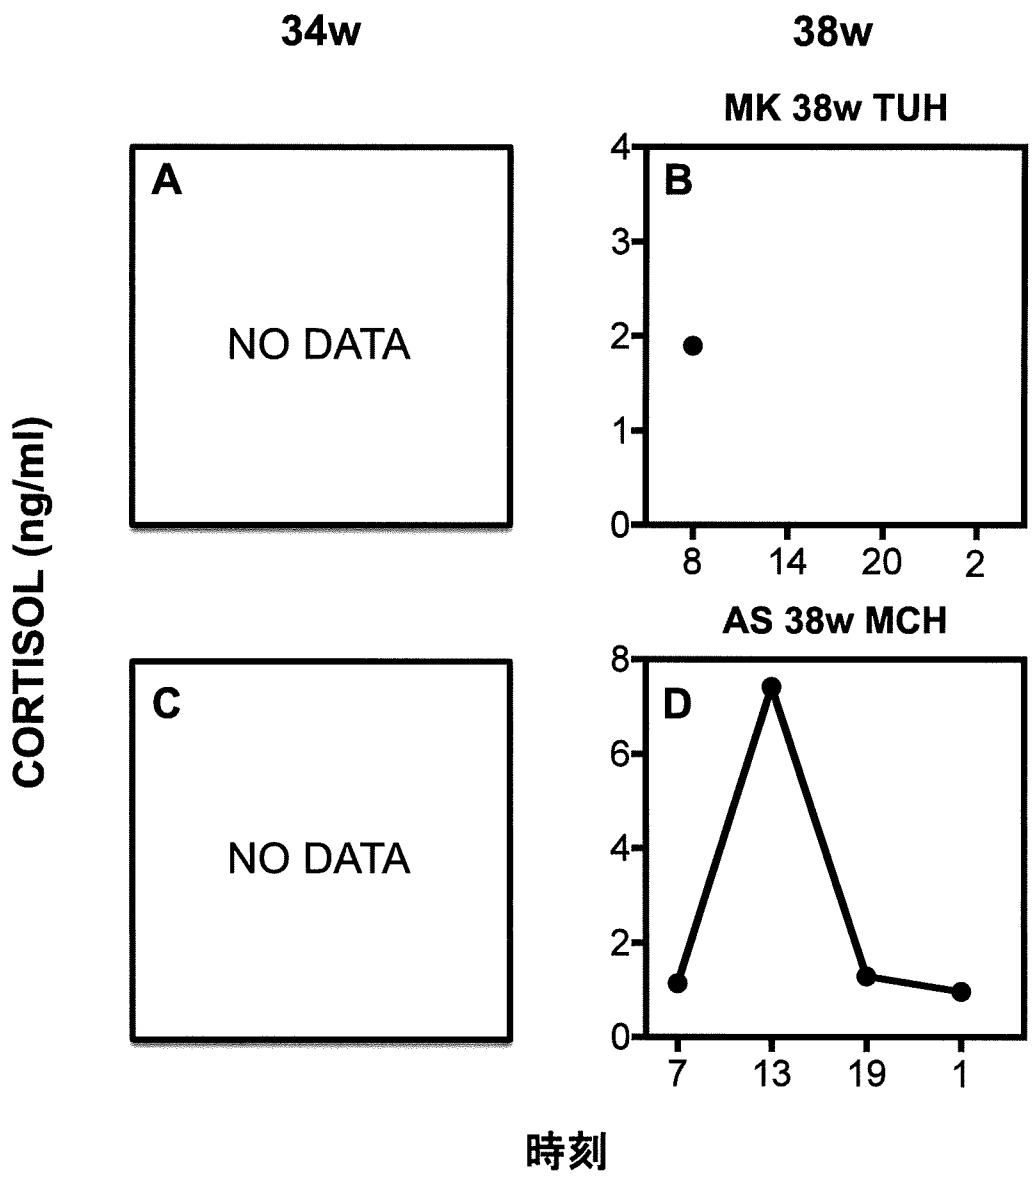 34w
38w
MK 38w TUH
A
NO DATA
B
4
3
2
1
0
8 14 20 2
CORTISOL (ng/ml)
AS 38w MCH
C
NO DATA
D
8
6
4
2
0
7 13 19 1
時刻